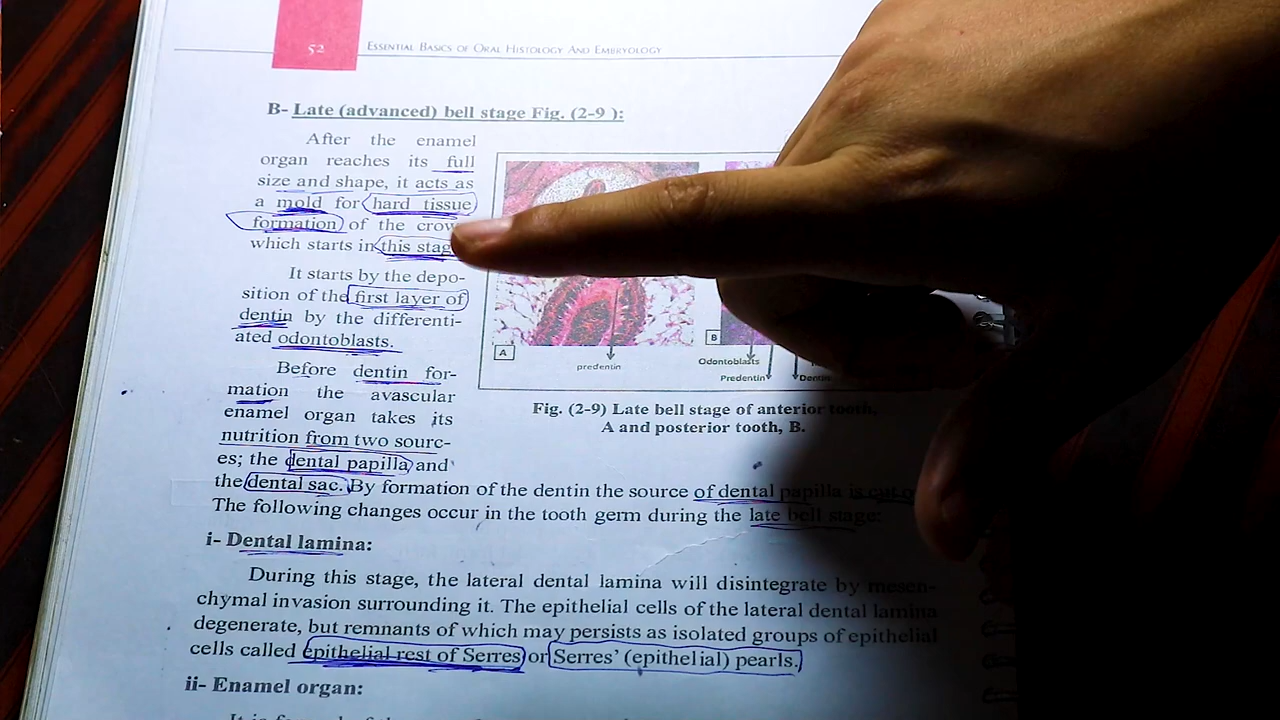 52
ESSENTIAL BASICS OF ORAL HISTOLOGY AND EMBRYOLOGY
B- Late (advanced) bell stage Fig. (2-9 ):
After the enamel
organ reaches its full
size and shape, it acts as
a mold for hard tissue
formation of the
which starts in this
It starts by the depo-
sition of the first layer of
dentin by the differenti-
ated odontoblasts.
Before dentin for-
mation the avascular
enamel organ takes its
nutrition from two sourc-
es; the dental papilla and
the dental sac. By formation of the dentin the source of dental papilla is cut
The following changes occur in the tooth germ during the late bell stage:
A
B
predentin
Odontoblasts
Predentin
Dentin
Fig. (2-9) Late bell stage of anterior tooth,
A and posterior tooth, B.
i- Dental lamina:
During this stage, the lateral dental lamina will disintegrate by mesen-
chymal invasion surrounding it. The epithelial cells of the lateral dental lamina
degenerate, but remnants of which may persists as isolated groups of epithelial
cells called epithelial rest of Serres or Serres' (epithelial) pearls.
ii- Enamel organ: